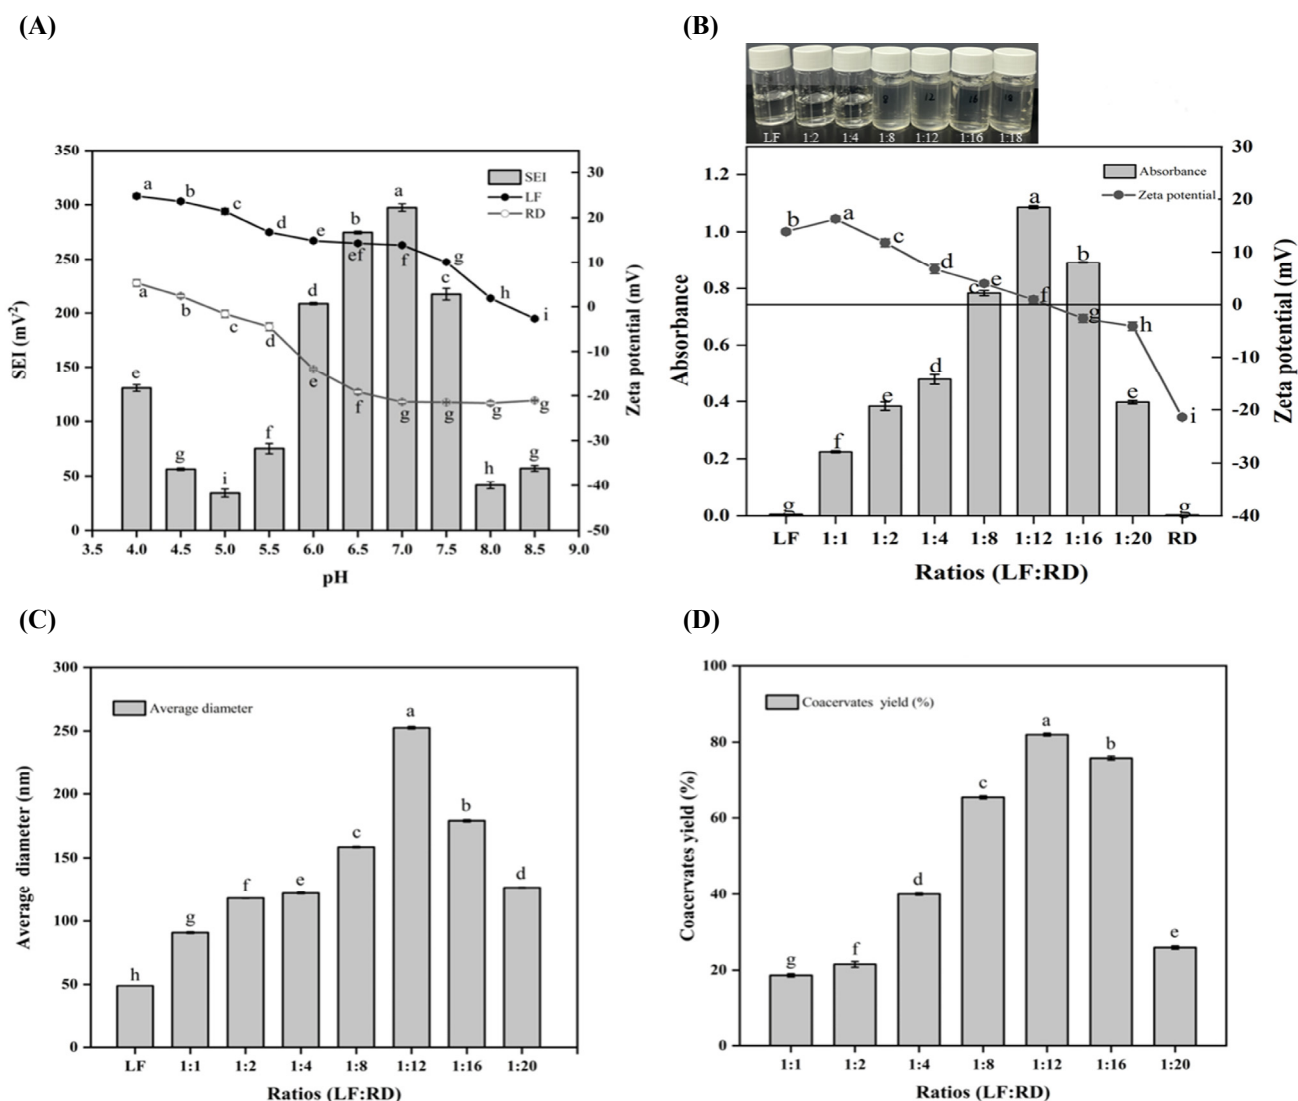 (A)
(B)
LF 1:2 1:4 1:8 1:12 1:16 1:18
8 12 16 18
350
300
250
200
150
100
50
0
SEI (mV²)
SEI
LF
RD
30
20
10
0
-10
-20
-30
-40
-50
Zeta potential (mV)
a b c d e ef f g h i
a b c d e f g g g g
e g i f d b a c h g
3.5 4.0 4.5 5.0 5.5 6.0 6.5 7.0 7.5 8.0 8.5 9.0
pH
1.2
1.0
0.8
0.6
0.4
0.2
0.0
Absorbance
Absorbance
Zeta potential
30
20
10
0
-10
-20
-30
-40
Zeta potential (mV)
b a c d e f g h i
g f e d c a b e g
LF 1:1 1:2 1:4 1:8 1:12 1:16 1:20 RD
Ratios (LF:RD)
(C)
(D)
300
250
200
150
100
50
0
Average diameter (nm)
Average diameter
h g f e c a b d
LF 1:1 1:2 1:4 1:8 1:12 1:16 1:20
Ratios (LF:RD)
100
80
60
40
20
0
Coacervates yield (%)
Coacervates yield (%)
g f d c a b e
1:1 1:2 1:4 1:8 1:12 1:16 1:20
Ratios (LF:RD)